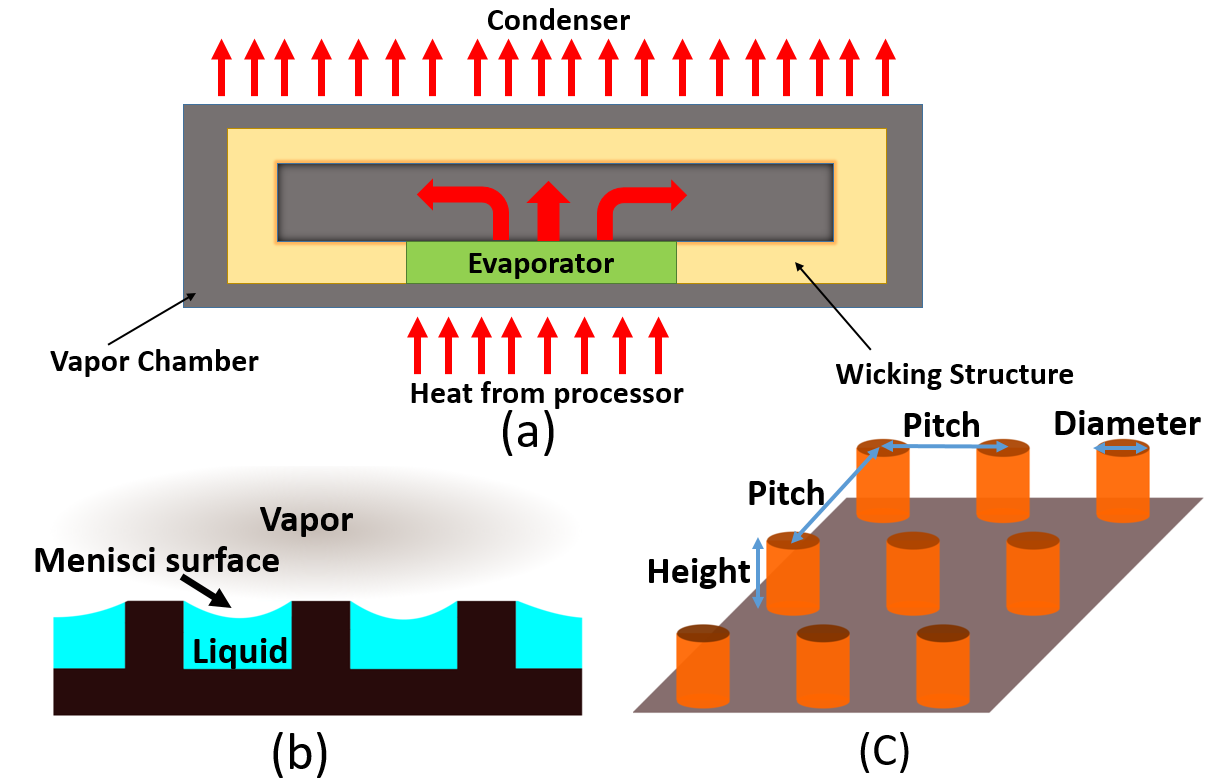 Condenser
Evaporator
Vapor Chamber
Wicking Structure
Heat from processor
(a)
Pitch
Diameter
Pitch
Height
Vapor
Menisci surface
Liquid
(b)
(C)